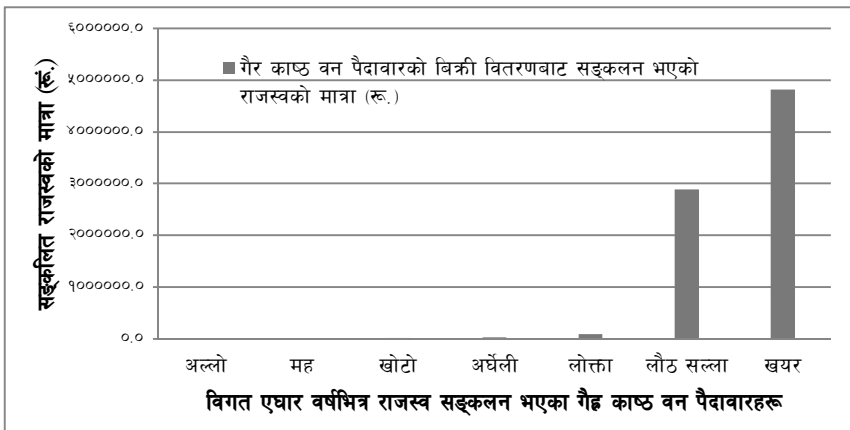 ६००००००.०
५००००००.०
४००००००.०
३००००००.०
२००००००.०
१००००००.०
०.०
सङ्कलित राजस्वको मात्रा (रू.)
गैर काष्ठ वन पैदावारको बिक्री वितरणबाट सङ्कलन भएको
राजस्वको मात्रा (रू.)
अल्लो मह खोटो अर्घेली लोक्ता लौठ सल्ला खयर
विगत एघार वर्षभित्र राजस्व सङ्कलन भएका गैह्र काष्ठ वन पैदावारहरू